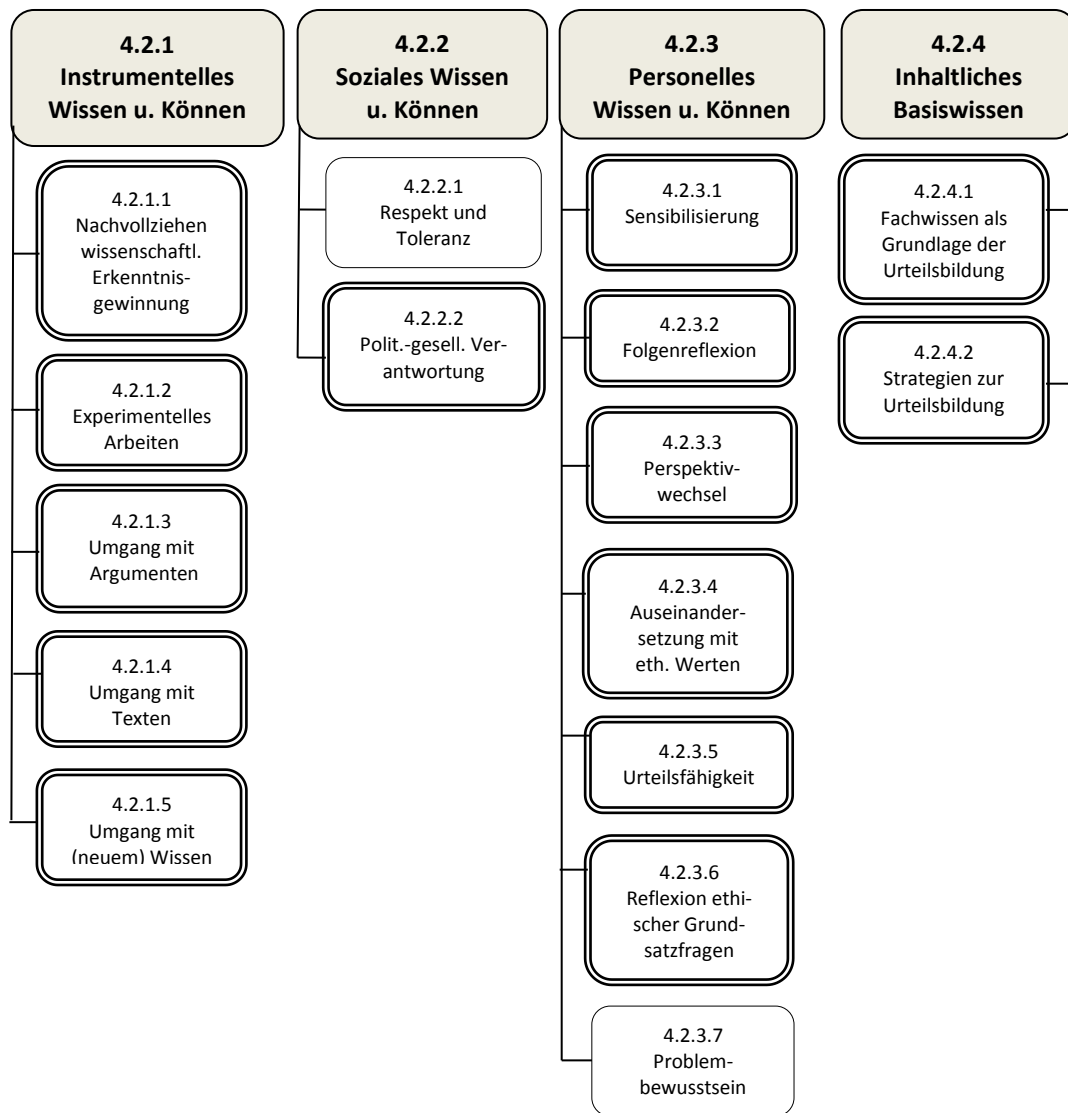 4.2.1
Instrumentelles
Wissen u. Können
4.2.1.1
Nachvollziehen
wissenschaftl.
Erkenntnis-
gewinnung
4.2.1.2
Experimentelles
Arbeiten
4.2.1.3
Umgang mit
Argumenten
4.2.1.4
Umgang mit
Texten
4.2.1.5
Umgang mit
(neuem) Wissen
4.2.2
Soziales Wissen
u. Können
4.2.2.1
Respekt und
Toleranz
4.2.2.2
Polit.-gesell. Ver-
antwortung
4.2.3
Personelles
Wissen u. Können
4.2.3.1
Sensibilisierung
4.2.3.2
Folgenreflexion
4.2.3.3
Perspektiv-
wechsel
4.2.3.4
Auseinander-
setzung mit
eth. Werten
4.2.3.5
Urteilsfähigkeit
4.2.3.6
Reflexion ethi-
scher Grund-
satzfragen
4.2.3.7
Problem-
bewusstsein
4.2.4
Inhaltliches
Basiswissen
4.2.4.1
Fachwissen als
Grundlage der
Urteilsbildung
4.2.4.2
Strategien zur
Urteilsbildung